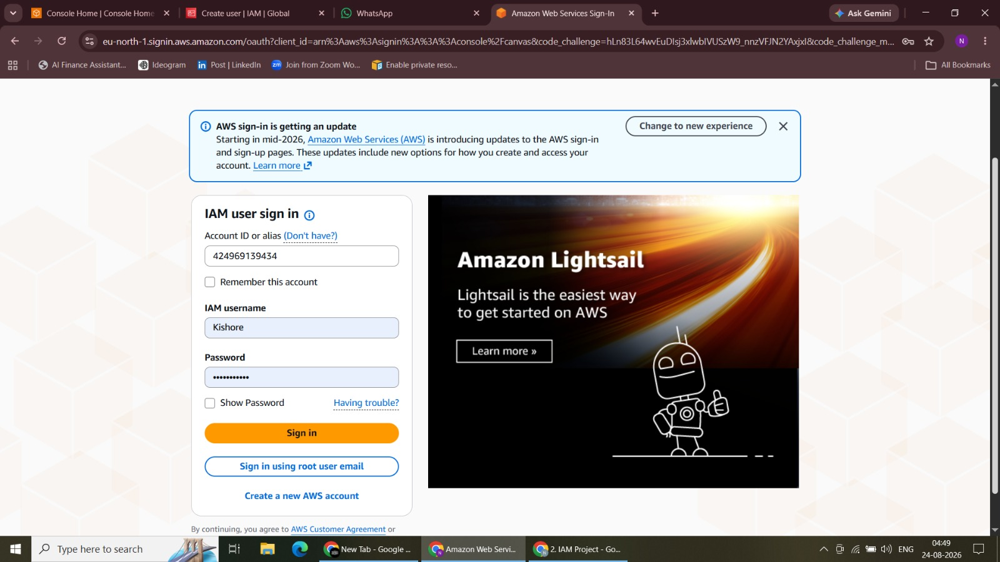 Console Home | Console Home
Create user | IAM | Global
WhatsApp
Amazon Web Services Sign-In
Ask Gemini
eu-north-1.signin.aws.amazon.com/oauth?client_id=arn%3Aaws%3Asignin%3A%3A%3Aconsole%2Fcanvas&code_challenge=hLn83L64wvEuDIsj3xlwbIVUSzW9_nnzVFJN2YAxjxI&code_challenge_m...
N
AI Finance Assistant...
Ideogram
Post | LinkedIn
zm
Join from Zoom Wo...
Enable private reso...
All Bookmarks
AWS sign-in is getting an update
Starting in mid-2026, Amazon Web Services (AWS) is introducing updates to the AWS sign-in
and sign-up pages. These updates include new options for how you create and access your
account. Learn more
Change to new experience
IAM user sign in
Account ID or alias (Don't have?)
424969139434
Remember this account
IAM username
Kishore
Password
•••••••••••
Show Password
Having trouble?
Sign in
Sign in using root user email
Create a new AWS account
By continuing, you agree to AWS Customer Agreement or
Amazon Lightsail
Lightsail is the easiest way
to get started on AWS
Learn more »
Type here to search
New Tab - Google ...
Amazon Web Servi...
2. IAM Project - Go...
ENG
04:49
24-08-2026